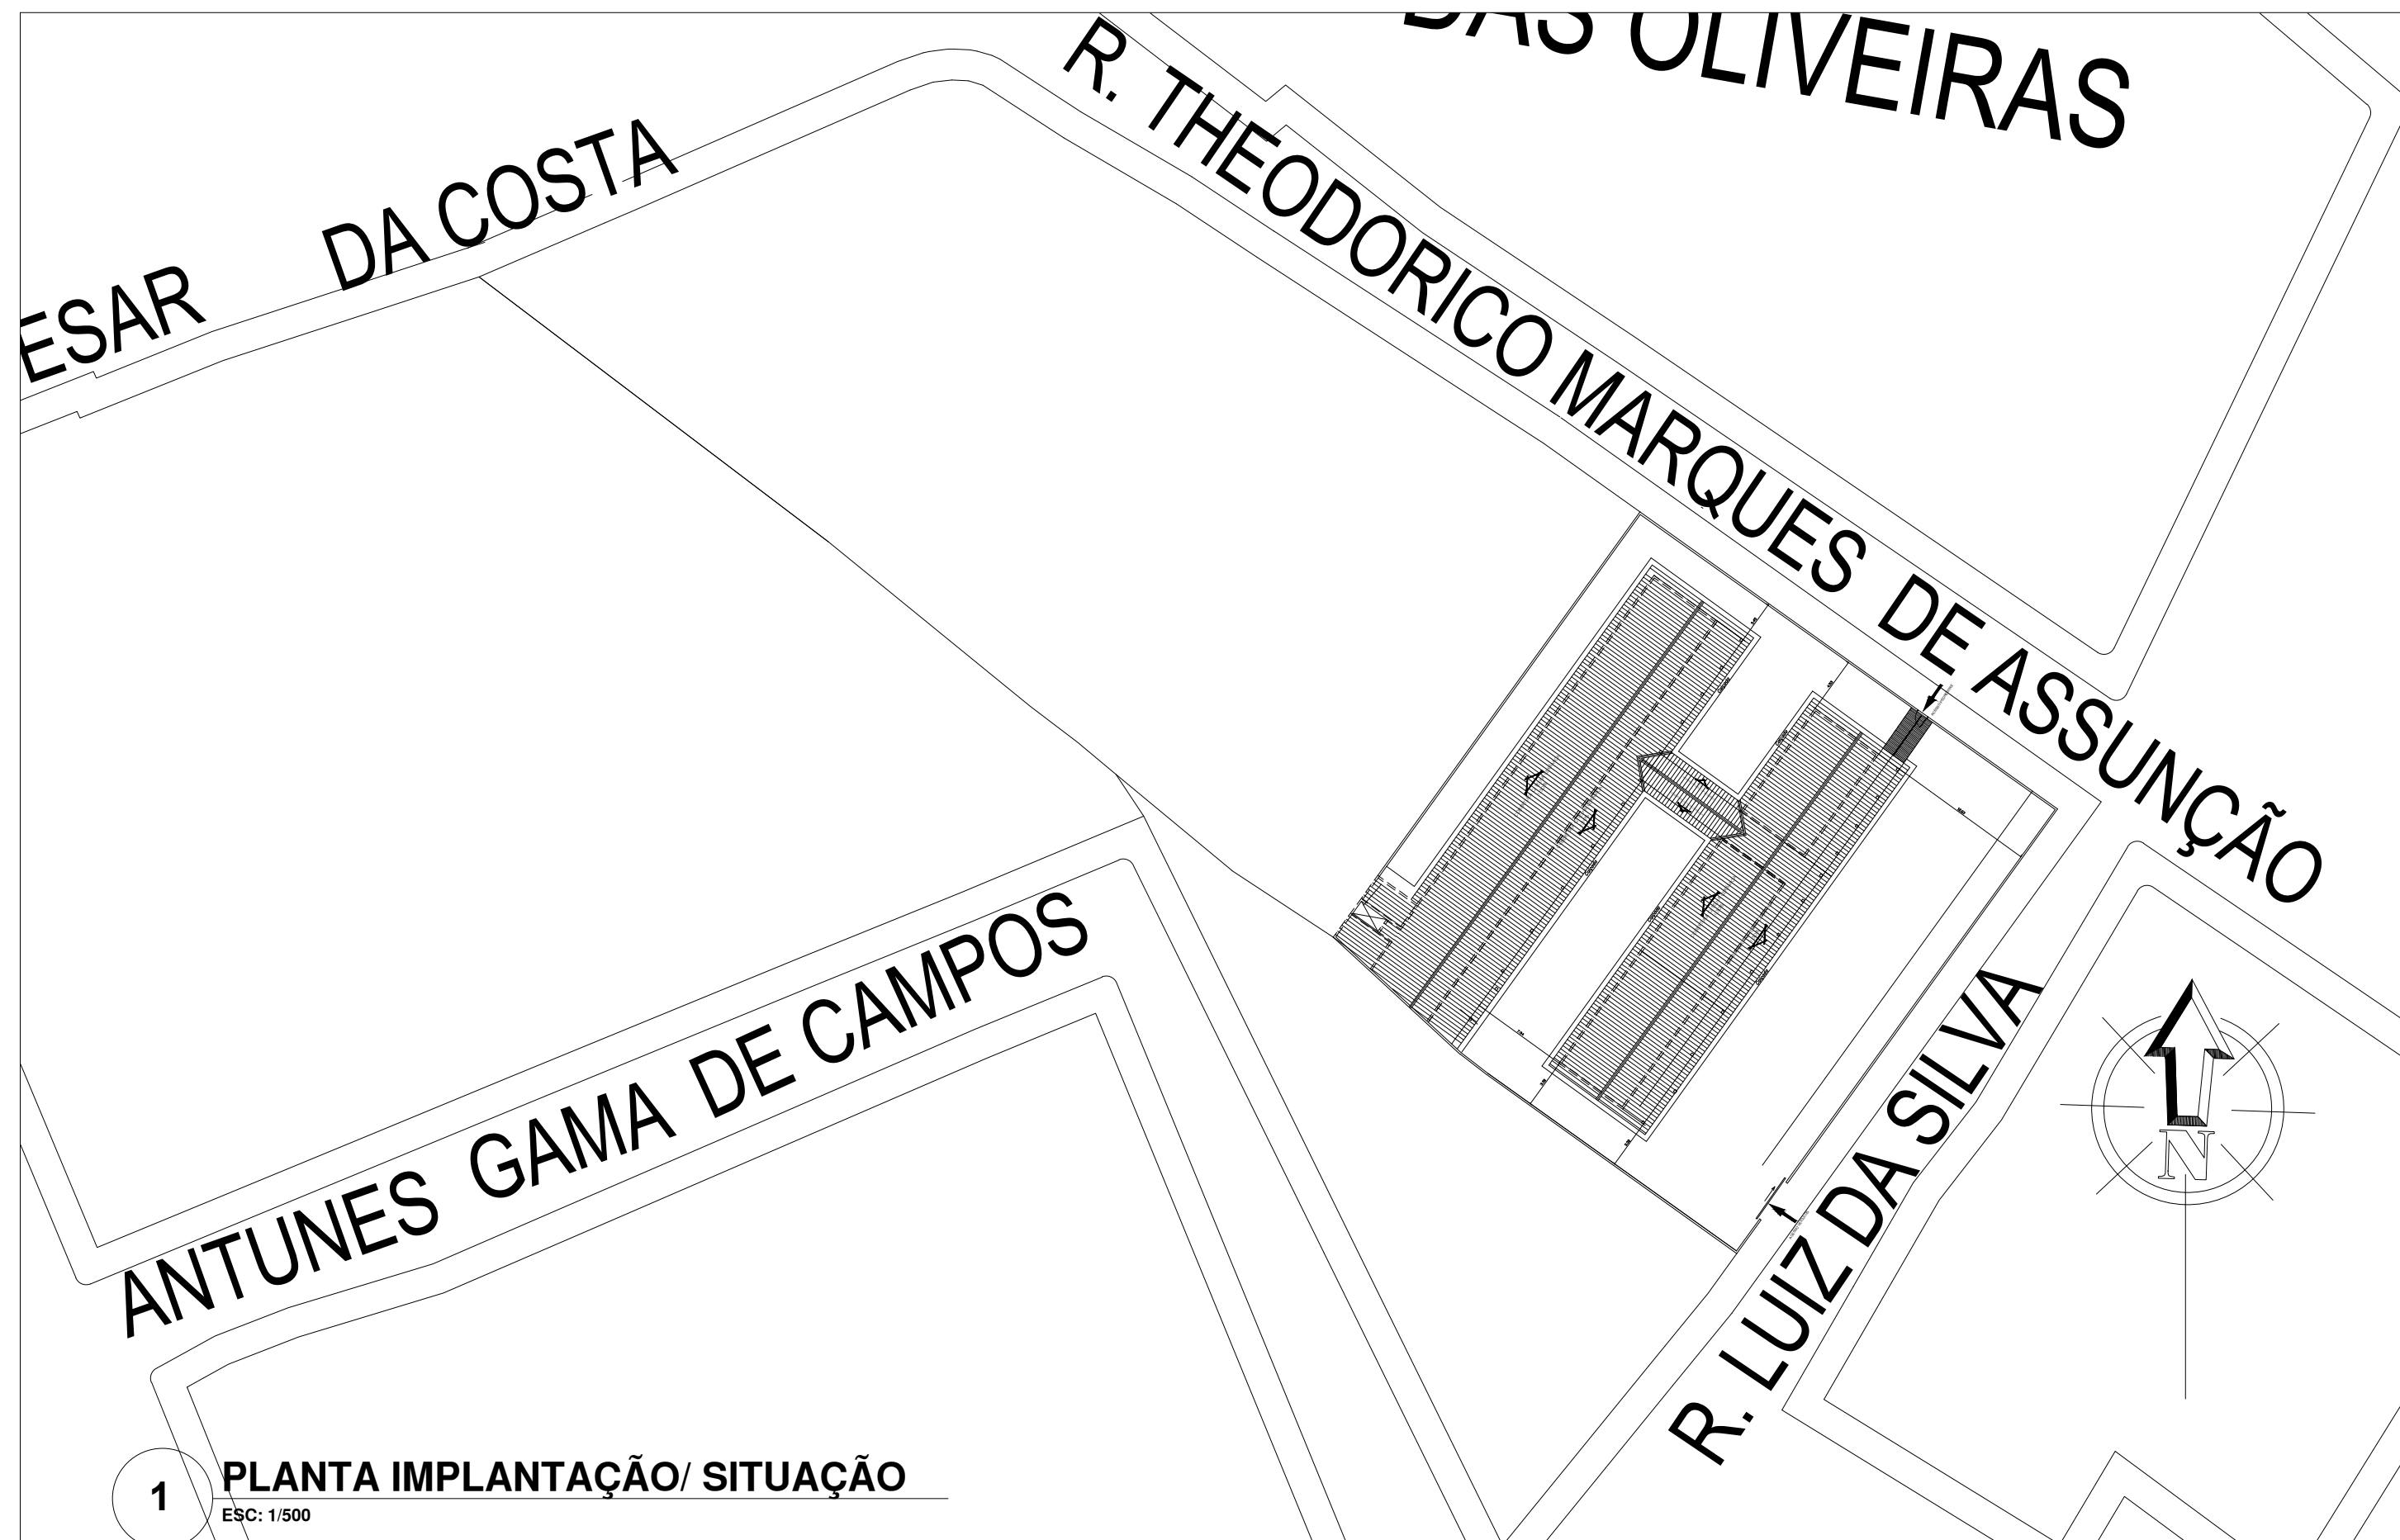 DAS OLIVEIRAS
R. THEODORICO MARQUES DE ASSUNÇÃO
ESAR DA COSTA
ANTUNES GAMA DE CAMPOS
R. LUIZ DA SILVA
N
1
PLANTA IMPLANTAÇÃO/ SITUAÇÃO
ESC: 1/500